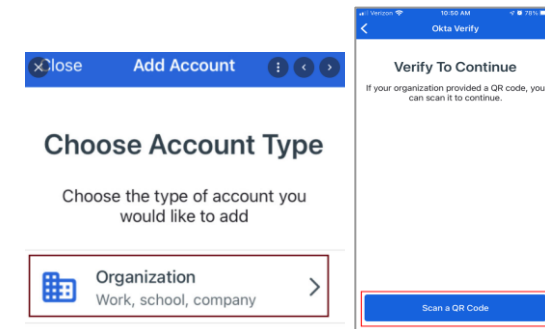 Close Add Account
Choose Account Type
Choose the type of account you
would like to add
Organization
Work, school, company
Verizon 10:50 AM 78%
Okta Verify
Verify To Continue
If your organization provided a QR code, you
can scan it to continue.
Scan a QR Code